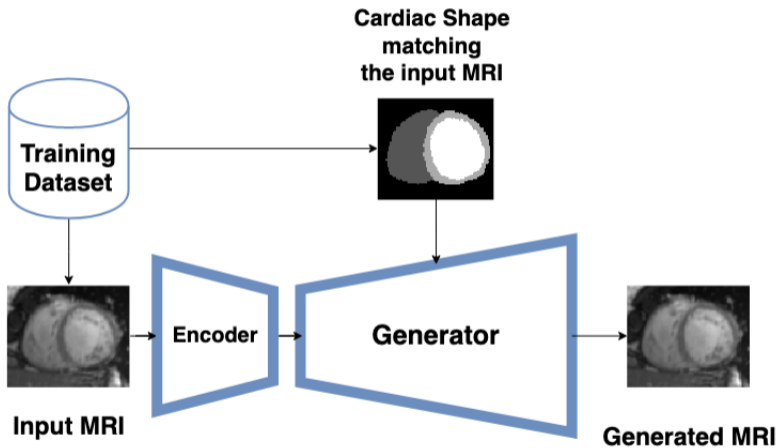 Cardiac Shape
matching
the input MRI
Training
Dataset
Encoder
Generator
Input MRI
Generated MRI